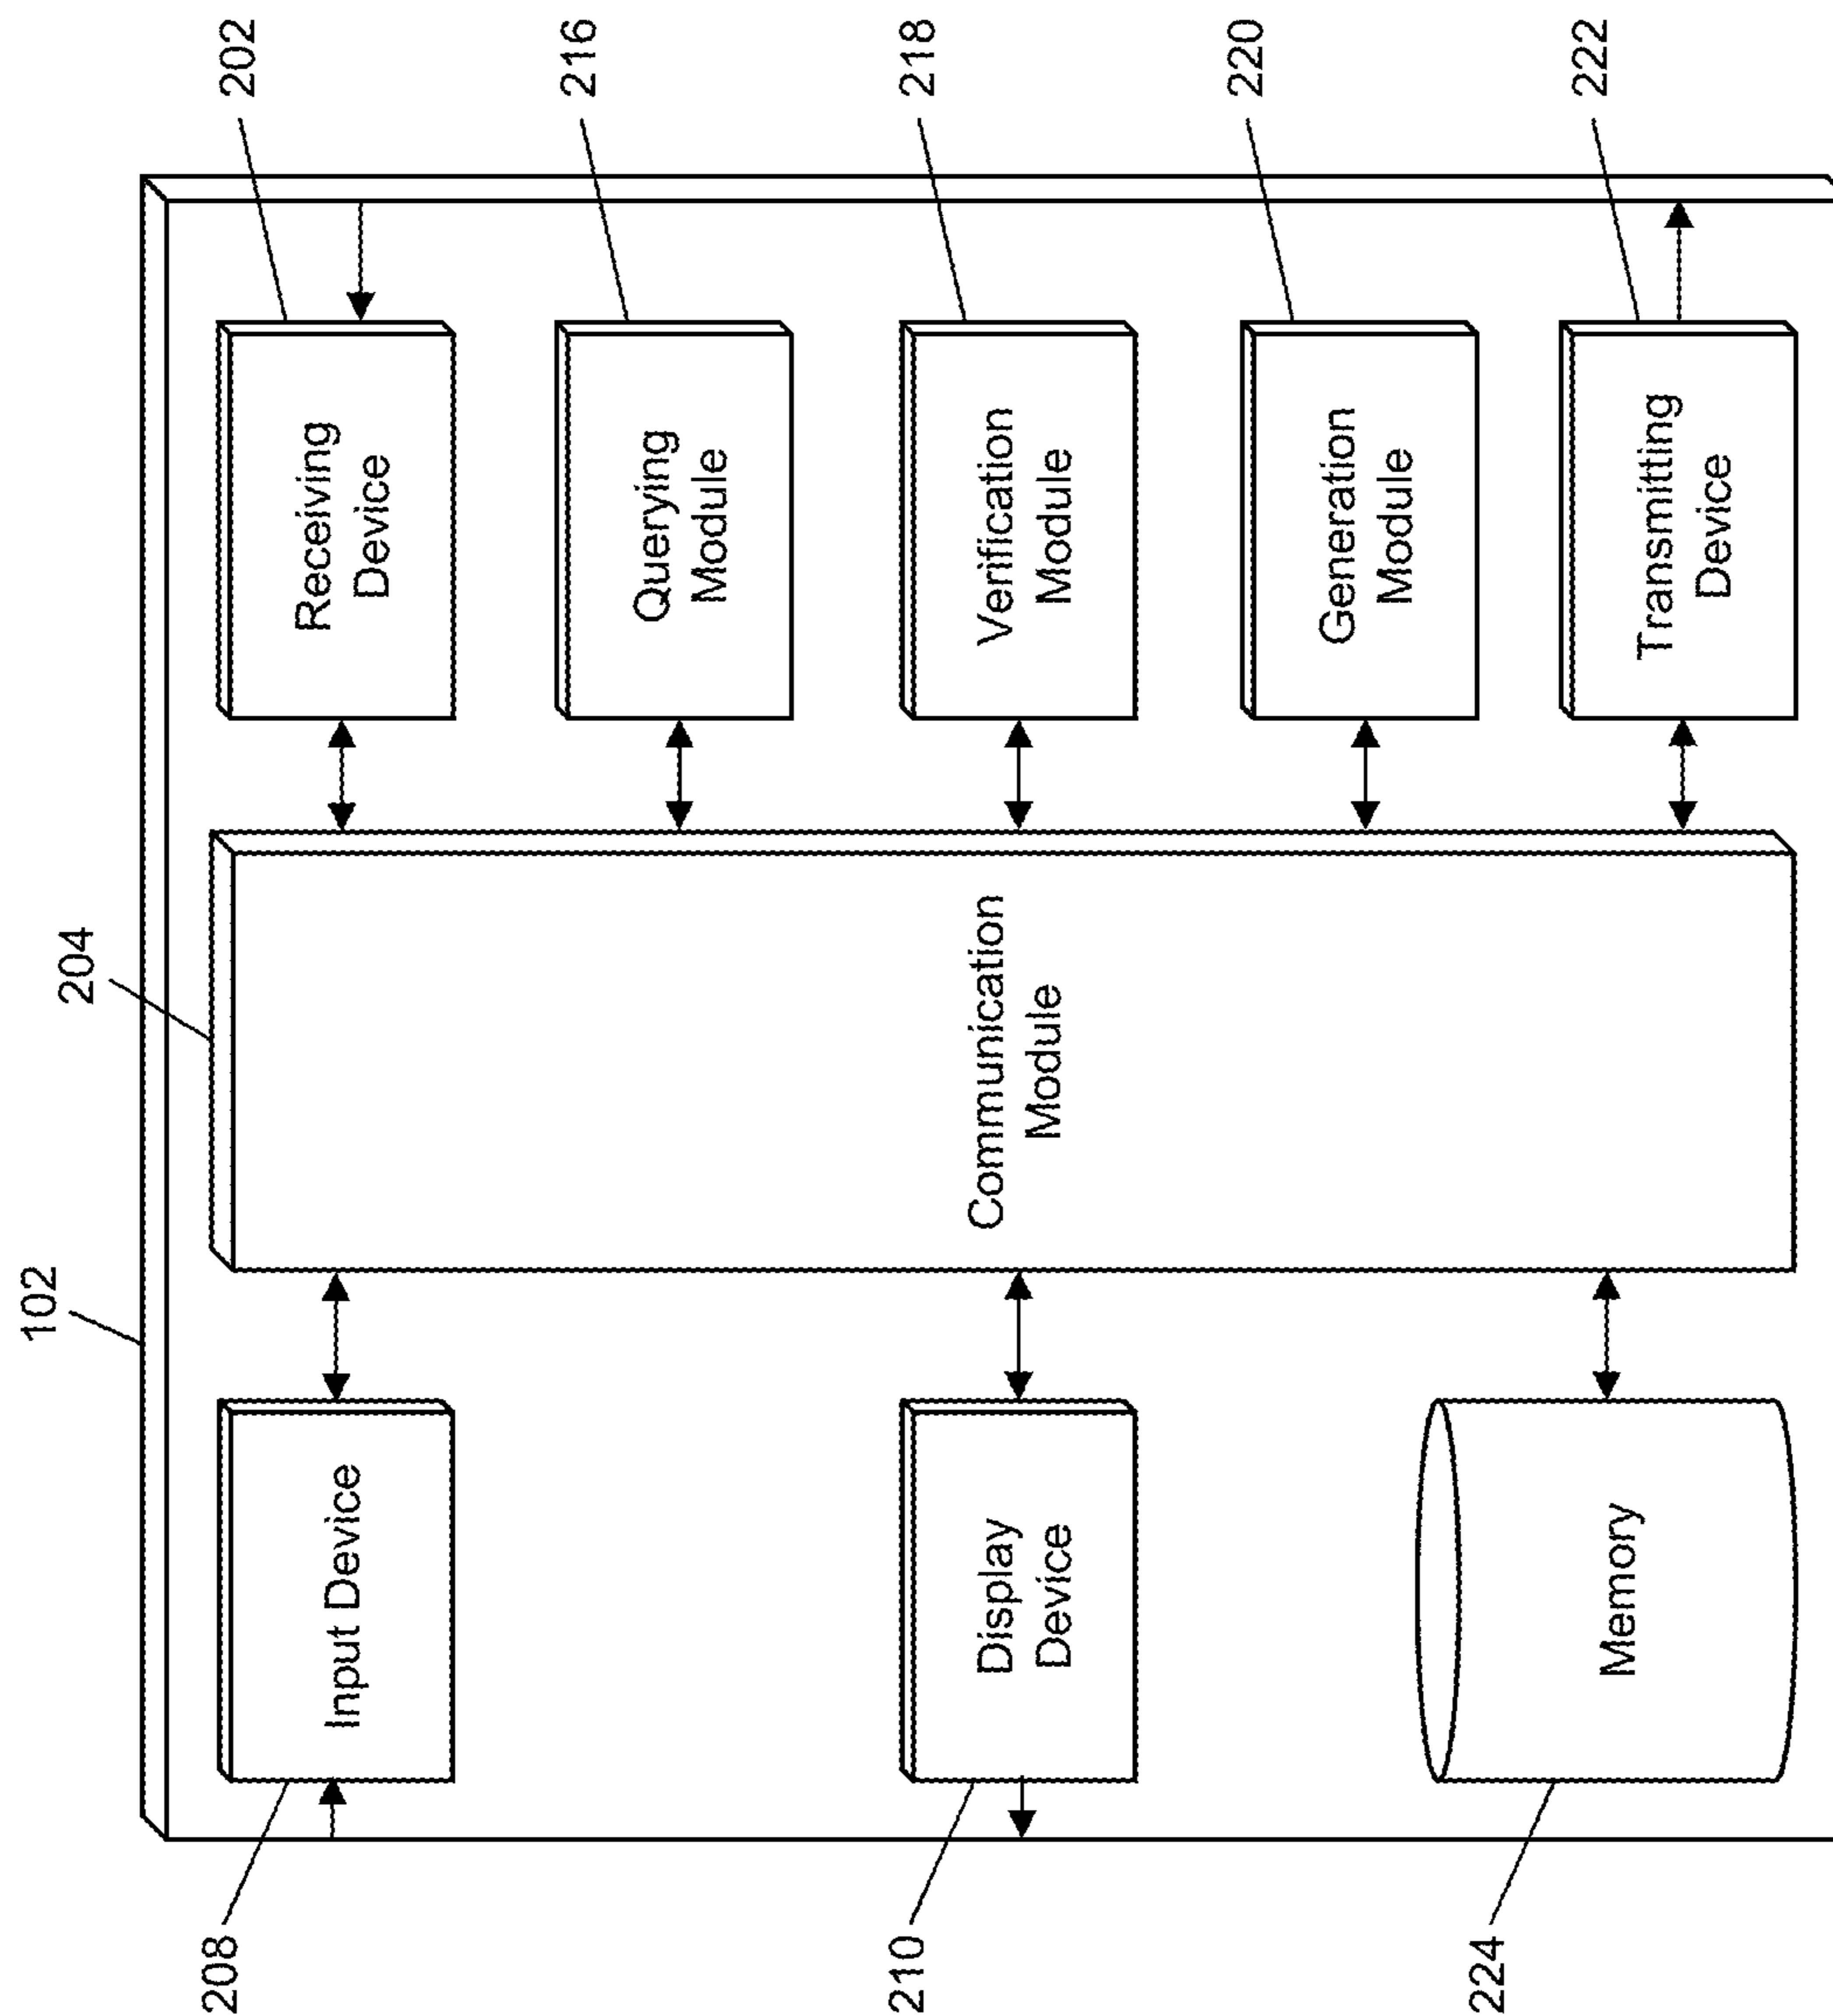 102
204
208
Input Device
210
Display
Device
224
Memory
Communication
Module
Receiving
Device
202
Querying
Module
216
Verification
Module
218
Generation
Module
220
Transmitting
Device
222